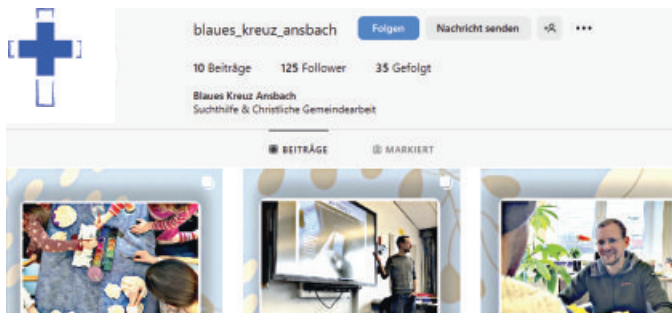 blaues_kreuz_ansbach Folgen Nachricht senden
10 Beiträge 125 Follower 35 Gefolgt
Blaues Kreuz Ansbach
Suchthilfe & Christliche Gemeindearbeit
BEITRÄGE MARKIERT